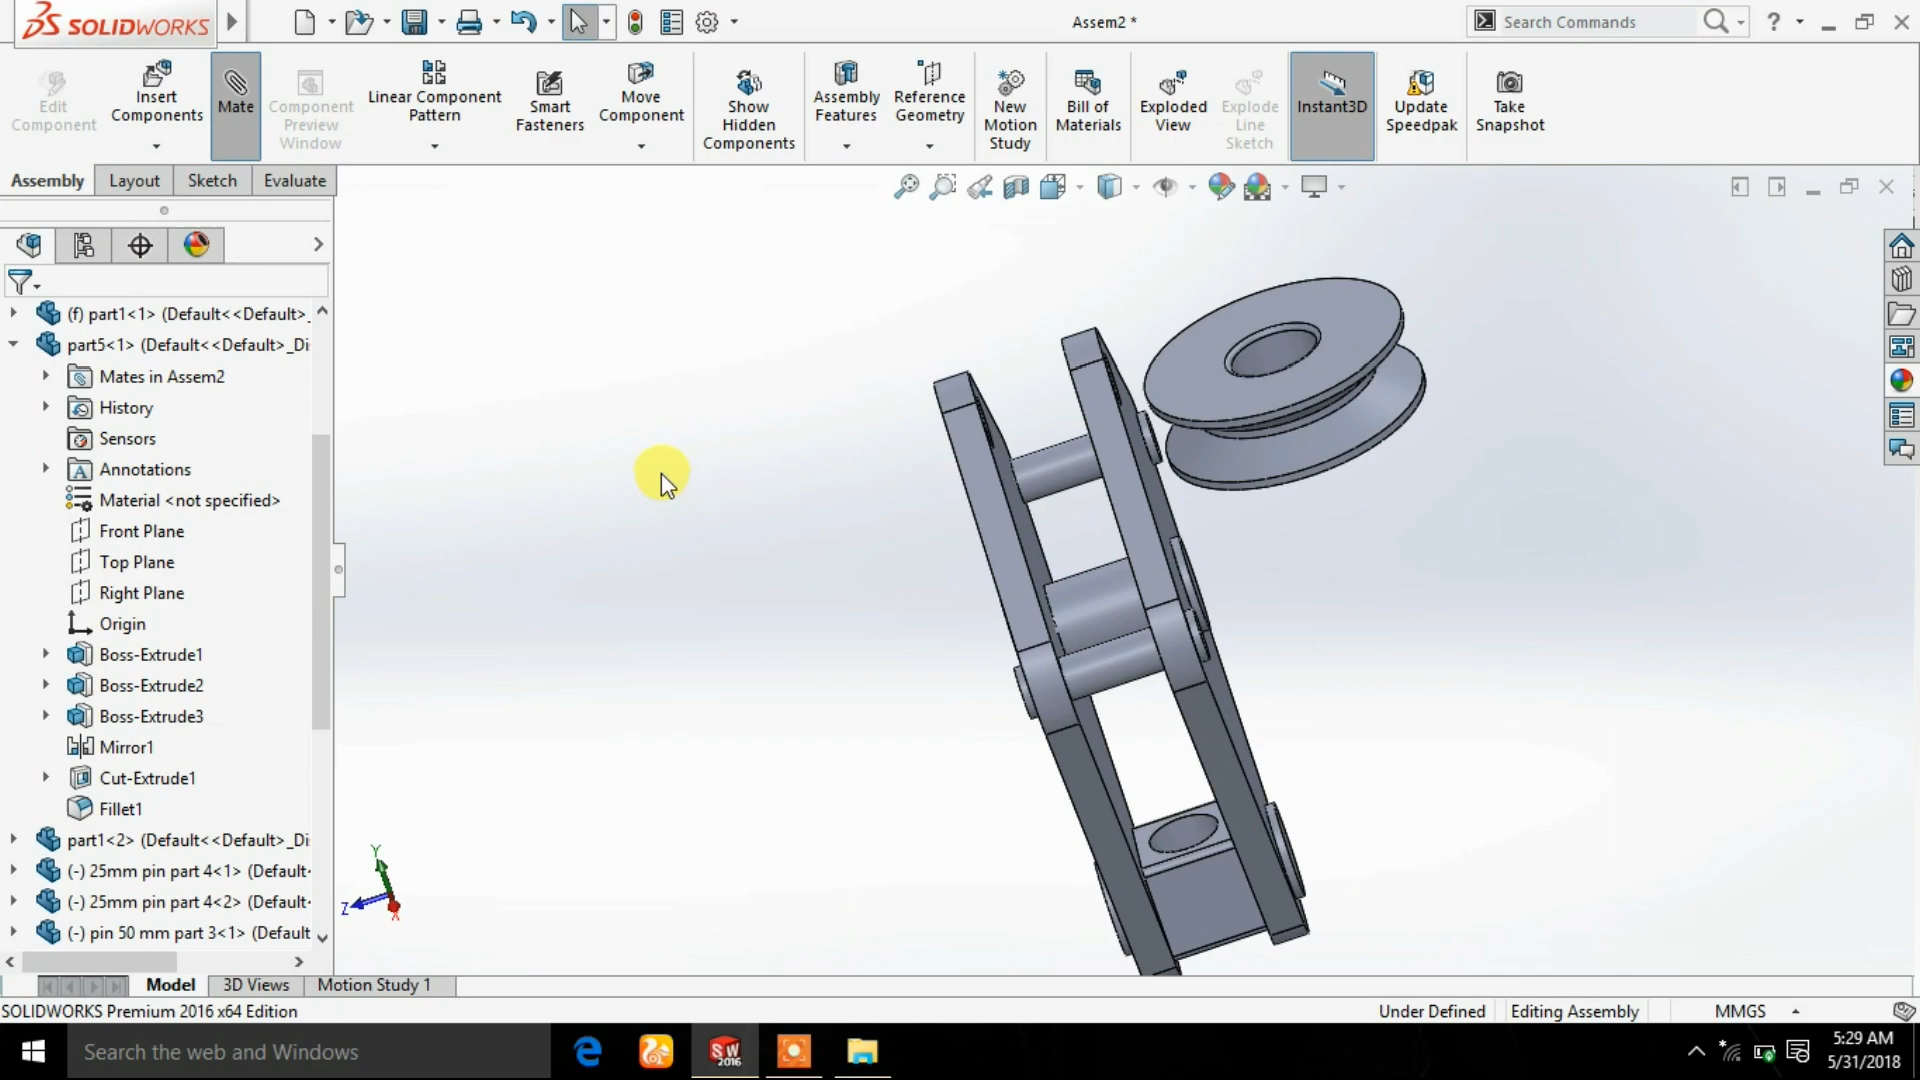 SOLIDWORKS
Assem2 *
Search Commands
Edit
Component
Insert
Components
Mate
Component
Preview
Window
Linear Component
Pattern
Smart
Fasteners
Move
Component
Show
Hidden
Components
Assembly
Features
Reference
Geometry
New
Motion
Study
Bill of
Materials
Exploded
View
Explode
Line
Sketch
Instant3D
Update
Speedpak
Take
Snapshot
Assembly
Layout
Sketch
Evaluate
(f) part1<1> (Default<<Default>_
part5<1> (Default<<Default>_Di
Mates in Assem2
History
Sensors
Annotations
Material <not specified>
Front Plane
Top Plane
Right Plane
Origin
Boss-Extrude1
Boss-Extrude2
Boss-Extrude3
Mirror1
Cut-Extrude1
Fillet1
part1<2> (Default<<Default>_Di
(-) 25mm pin part 4<1> (Default
(-) 25mm pin part 4<2> (Default
(-) pin 50 mm part 3<1> (Default
Y
Z
X
Model
3D Views
Motion Study 1
SOLIDWORKS Premium 2016 x64 Edition
Under Defined
Editing Assembly
MMGS
Search the web and Windows
SW
2016
5:29 AM
5/31/2018